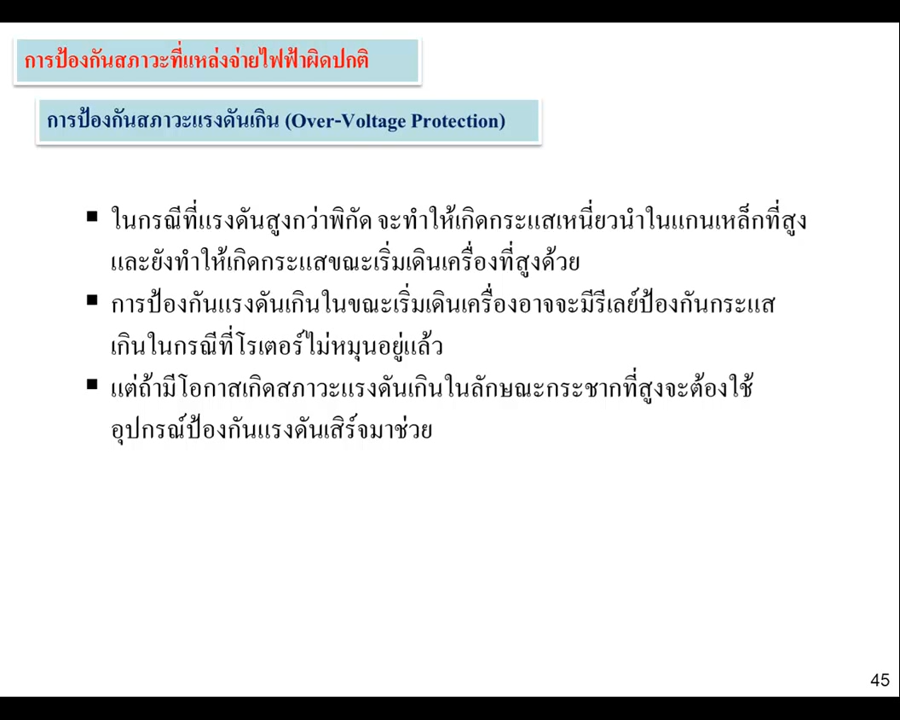 การป้องกันสภาวะที่แหล่งจ่ายไฟฟ้าผิดปกติ
การป้องกันสภาวะแรงดันเกิน (Over-Voltage Protection)
▪ ในกรณีที่แรงดันสูงกว่าพิกัด จะทำให้เกิดกระแสเหนี่ยวนำในแกนเหล็กที่สูง
และยังทำให้เกิดกระแสขณะเริ่มเดินเครื่องที่สูงด้วย
▪ การป้องกันแรงดันเกินในขณะเริ่มเดินเครื่องอาจจะมีรีเลย์ป้องกันกระแส
เกินในกรณีที่โรเตอร์ไม่หมุนอยู่แล้ว
▪ แต่ถ้ามีโอกาสเกิดสภาวะแรงดันเกินในลักษณะกระชากที่สูงจะต้องใช้
อุปกรณ์ป้องกันแรงดันเสิร์จมาช่วย
45